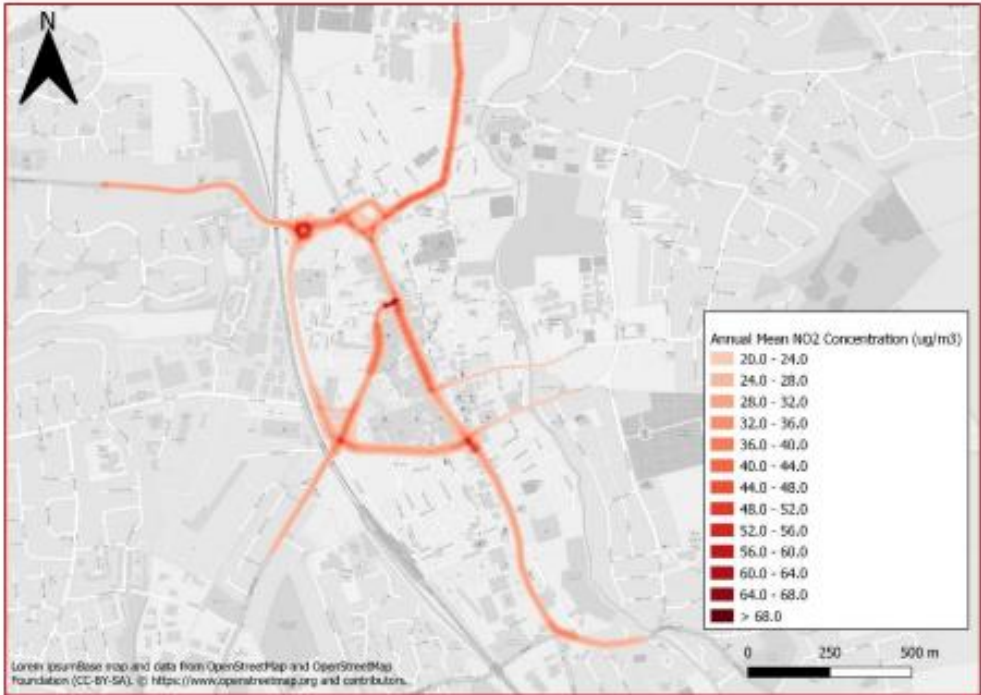 N
Annual Mean NO2 Concentration (ug/m3)
20.0 - 24.0
24.0 - 28.0
28.0 - 32.0
32.0 - 36.0
36.0 - 40.0
40.0 - 44.0
44.0 - 48.0
48.0 - 52.0
52.0 - 56.0
56.0 - 60.0
60.0 - 64.0
64.0 - 68.0
> 68.0
0 250 500 m
Lorem ipsumBase map and data from OpenStreetMap and OpenStreetMap
Foundation (CC-BY-SA). © https://www.openstreetmap.org and contributors.